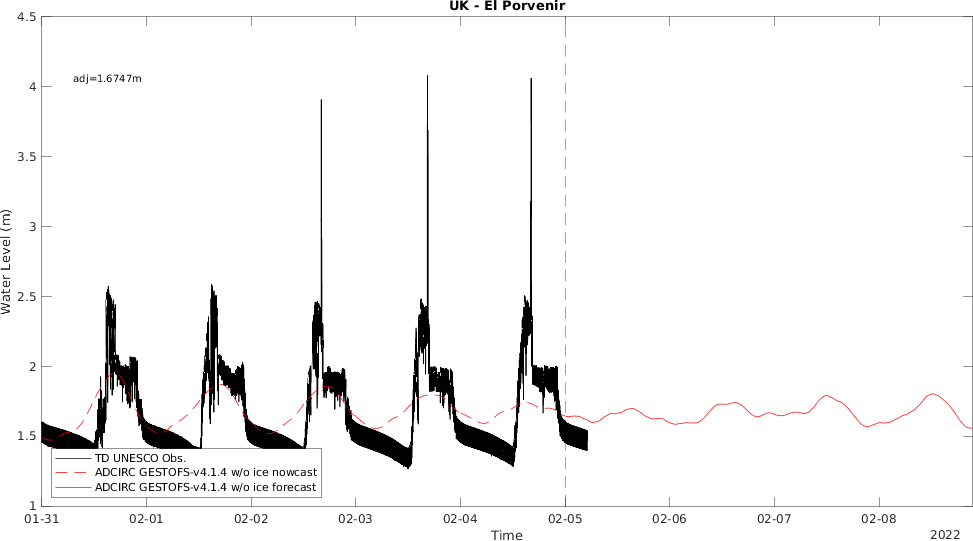 UK - El Porvenir
adj=1.6747m
4.5
4
3.5
3
2.5
2
1.5
1
Water Level (m)
TD UNESCO Obs.
ADCIRC GESTOFS-v4.1.4 w/o ice nowcast
ADCIRC GESTOFS-v4.1.4 w/o ice forecast
01-31 02-01 02-02 02-03 02-04 02-05 02-06 02-07 02-08
Time
2022